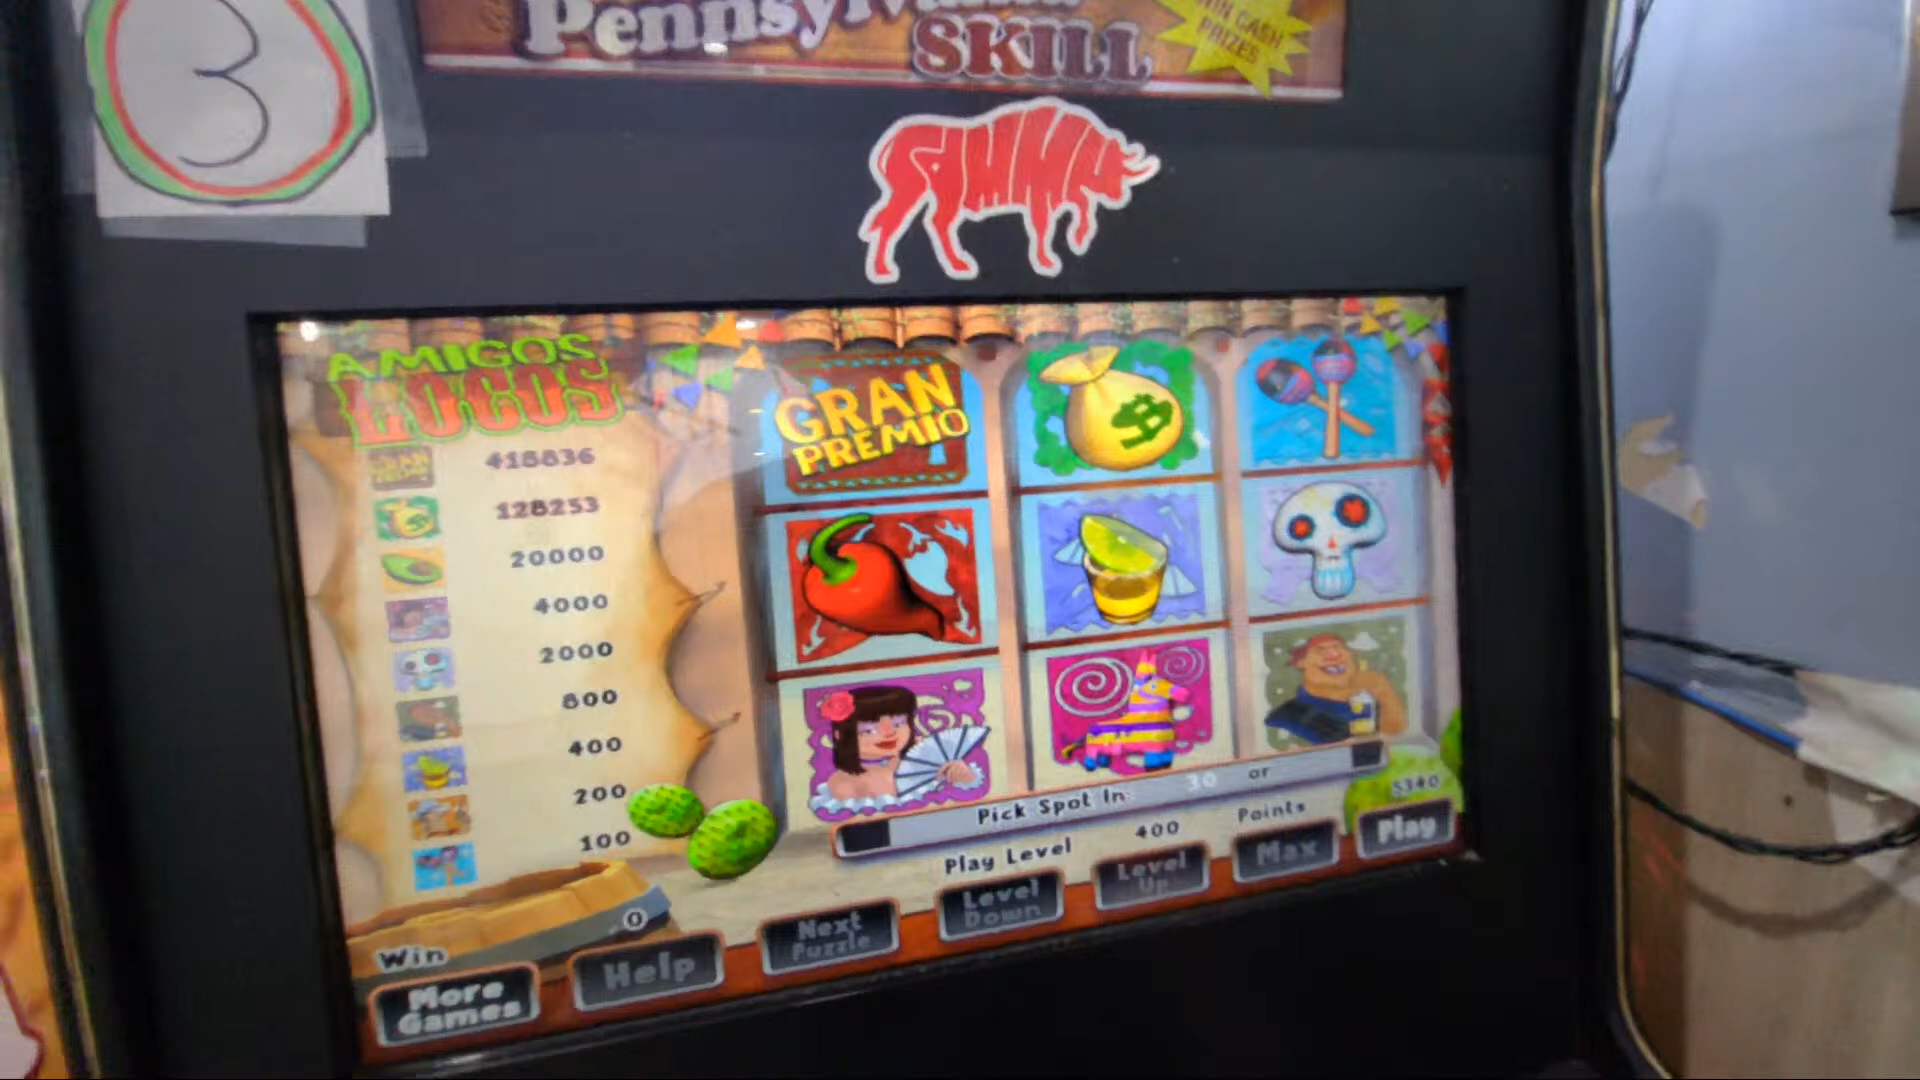 3
Pennsylvania
SKILL
WIN CASH
PRIZES
AMIGOS
LOCOS
GRAN
PREMIO
$
418836
128253
20000
4000
2000
800
400
200
100
Pick Spot In: 30 or
Play Level 400 Points
5340
Win 0
More
Games
Help
Next
Puzzle
Level
Down
Level
Up
Max
Play